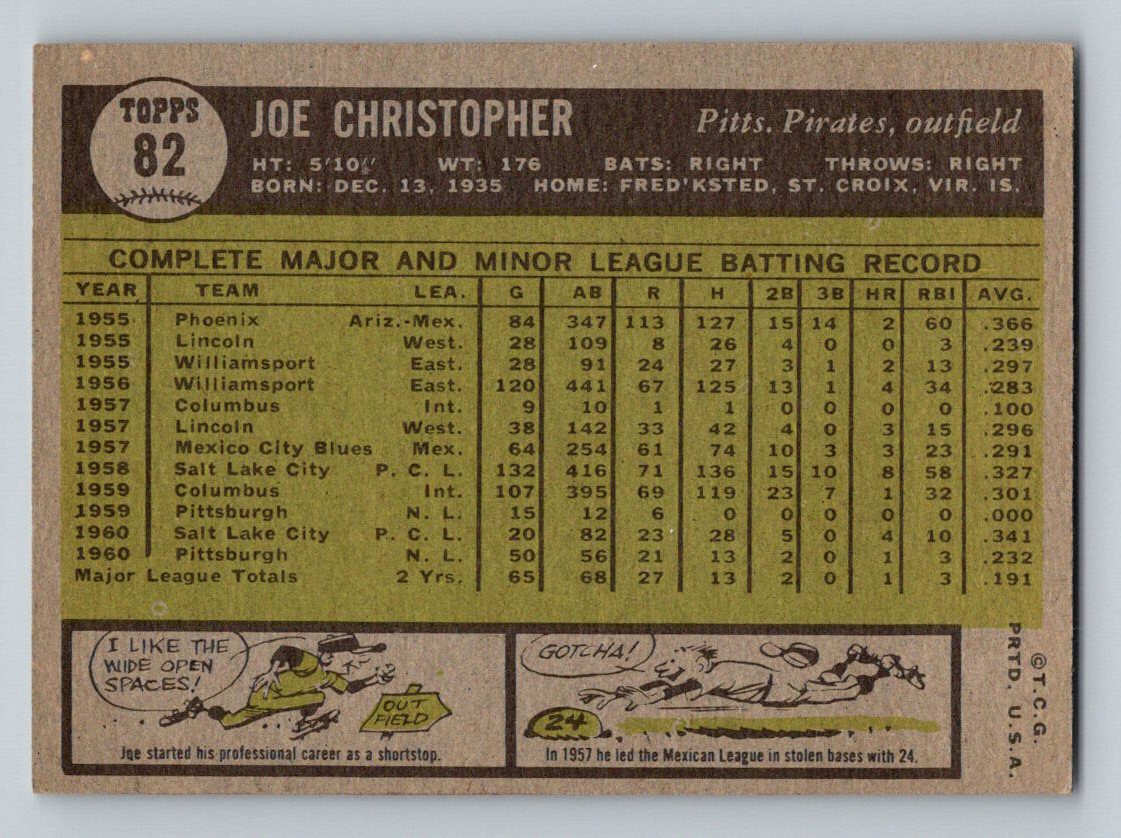 TOPPS
82
JOE CHRISTOPHER
Pitts. Pirates, outfield
HT: 5'10" WT: 176 BATS: RIGHT THROWS: RIGHT
BORN: DEC. 13, 1935 HOME: FRED'KSTED, ST. CROIX, VIR. IS.
COMPLETE MAJOR AND MINOR LEAGUE BATTING RECORD
YEAR TEAM LEA. G AB R H 2B 3B HR RBI AVG.
1955 Phoenix Ariz.-Mex. 84 347 113 127 15 14 2 60 .366
1955 Lincoln West. 28 109 8 26 4 0 0 3 .239
1955 Williamsport East. 28 91 24 27 3 1 2 13 .297
1956 Williamsport East. 120 441 67 125 13 1 4 34 .283
1957 Columbus Int. 9 10 1 1 0 0 0 0 .100
1957 Lincoln West. 38 142 33 42 4 0 3 15 .296
1957 Mexico City Blues Mex. 64 254 61 74 10 3 3 23 .291
1958 Salt Lake City P. C. L. 132 416 71 136 15 10 8 58 .327
1959 Columbus Int. 107 395 69 119 23 7 1 32 .301
1959 Pittsburgh N. L. 15 12 6 0 0 0 0 0 .000
1960 Salt Lake City P. C. L. 20 82 23 28 5 0 4 10 .341
1960 Pittsburgh N. L. 50 56 21 13 2 0 1 3 .232
Major League Totals 2 Yrs. 65 68 27 13 2 0 1 3 .191
I LIKE THE
WIDE OPEN
SPACES!
OUT
FIELD
Joe started his professional career as a shortstop.
GOTCHA!
24
In 1957 he led the Mexican League in stolen bases with 24.
©T.C.G.
PRTD. U.S.A.